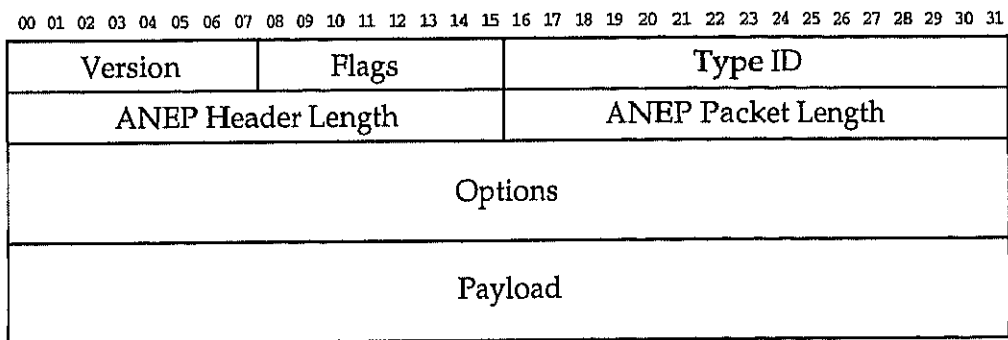 00 01 02 03 04 05 06 07 08 09 10 11 12 13 14 15 16 17 18 19 20 21 22 23 24 25 26 27 28 29 30 31
Version Flags Type ID
ANEP Header Length ANEP Packet Length
Options
Payload